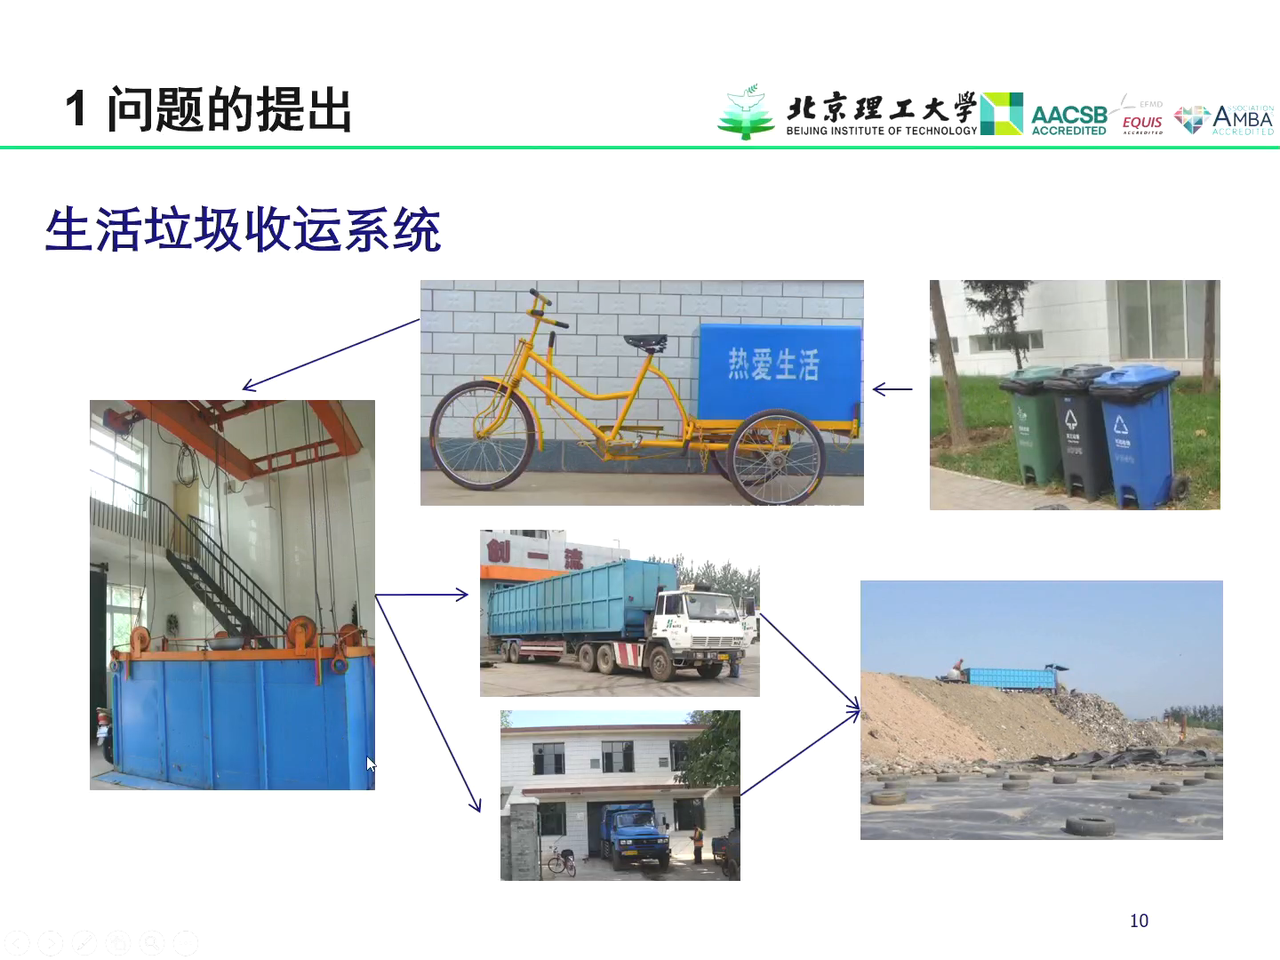 1 问题的提出
北京理工大学
BEIJING INSTITUTE OF TECHNOLOGY
AACSB
ACCREDITED
EFMD
EQUIS
ACCREDITED
ASSOCIATION
AMBA
ACCREDITED
生活垃圾收运系统
热爱生活
创一流
10